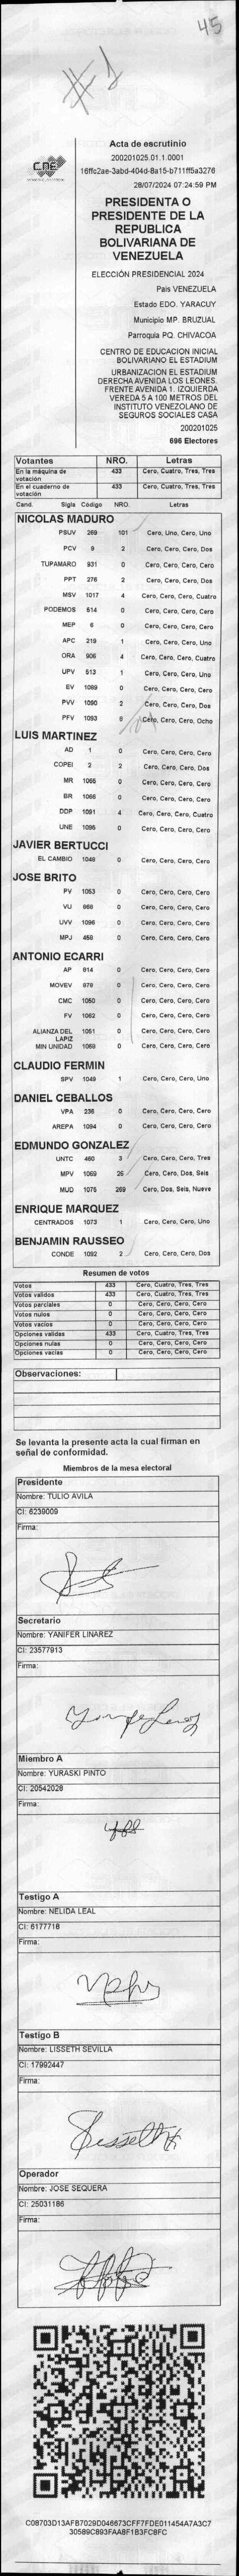 45
#1
CNE
Acta de escrutinio
200201025.01.1.0001
16ffc2ae-3abd-404d-8a15-b711ff5a3276
28/07/2024 07:24:59 PM
PRESIDENTA O
PRESIDENTE DE LA
REPUBLICA
BOLIVARIANA DE
VENEZUELA
ELECCIÓN PRESIDENCIAL 2024
Pais VENEZUELA
Estado EDO. YARACUY
Municipio MP. BRUZUAL
Parroquia PQ. CHIVACOA
CENTRO DE EDUCACION INICIAL
BOLIVARIANO EL ESTADIUM
URBANIZACION EL ESTADIUM
DERECHA AVENIDA LOS LEONES.
FRENTE AVENIDA 1. IZQUIERDA
VEREDA 5 A 100 METROS DEL
INSTITUTO VENEZOLANO DE
SEGUROS SOCIALES CASA
200201025
696 Electores
Votantes NRO. Letras
En la máquina de votación 433 Cero, Cuatro, Tres, Tres
En el cuaderno de votación 433 Cero, Cuatro, Tres, Tres
Cand. Sigla Código NRO. Letras
NICOLAS MADURO
PSUV 269 101 Cero, Uno, Cero, Uno
PCV 9 2 Cero, Cero, Cero, Dos
TUPAMARO 931 0 Cero, Cero, Cero, Cero
PPT 276 2 Cero, Cero, Cero, Dos
MSV 1017 4 Cero, Cero, Cero, Cuatro
PODEMOS 514 0 Cero, Cero, Cero, Cero
MEP 6 0 Cero, Cero, Cero, Cero
APC 219 1 Cero, Cero, Cero, Uno
ORA 906 4 Cero, Cero, Cero, Cuatro
UPV 513 1 Cero, Cero, Cero, Uno
EV 1089 0 Cero, Cero, Cero, Cero
PVV 1090 2 Cero, Cero, Cero, Dos
PFV 1093 8 Cero, Cero, Cero, Ocho
LUIS MARTINEZ
AD 1 0 Cero, Cero, Cero, Cero
COPEI 2 2 Cero, Cero, Cero, Dos
MR 1065 0 Cero, Cero, Cero, Cero
BR 1066 0 Cero, Cero, Cero, Cero
DDP 1091 4 Cero, Cero, Cero, Cuatro
UNE 1095 0 Cero, Cero, Cero, Cero
JAVIER BERTUCCI
EL CAMBIO 1048 0 Cero, Cero, Cero, Cero
JOSE BRITO
PV 1053 0 Cero, Cero, Cero, Cero
VU 868 0 Cero, Cero, Cero, Cero
UVV 1096 0 Cero, Cero, Cero, Cero
MPJ 458 0 Cero, Cero, Cero, Cero
ANTONIO ECARRI
AP 814 0 Cero, Cero, Cero, Cero
MOVEV 978 0 Cero, Cero, Cero, Cero
CMC 1050 0 Cero, Cero, Cero, Cero
FV 1062 0 Cero, Cero, Cero, Cero
ALIANZA DEL LAPIZ 1051 0 Cero, Cero, Cero, Cero
MIN UNIDAD 1069 0 Cero, Cero, Cero, Cero
CLAUDIO FERMIN
SPV 1049 1 Cero, Cero, Cero, Uno
DANIEL CEBALLOS
VPA 236 0 Cero, Cero, Cero, Cero
AREPA 1094 0 Cero, Cero, Cero, Cero
EDMUNDO GONZALEZ
UNTC 460 3 Cero, Cero, Cero, Tres
MPV 1069 26 Cero, Cero, Dos, Seis
MUD 1075 269 Cero, Dos, Seis, Nueve
ENRIQUE MARQUEZ
CENTRADOS 1073 1 Cero, Cero, Cero, Uno
BENJAMIN RAUSSEO
CONDE 1092 2 Cero, Cero, Cero, Dos
Resumen de votos
Votos 433 Cero, Cuatro, Tres, Tres
Votos validos 433 Cero, Cuatro, Tres, Tres
Votos parciales 0 Cero, Cero, Cero, Cero
Votos nulos 0 Cero, Cero, Cero, Cero
Votos vacios 0 Cero, Cero, Cero, Cero
Opciones validas 433 Cero, Cuatro, Tres, Tres
Opciones nulas 0 Cero, Cero, Cero, Cero
Opciones vacias 0 Cero, Cero, Cero, Cero
Observaciones:
Se levanta la presente acta la cual firman en
señal de conformidad.
Miembros de la mesa electoral
Presidente
Nombre: TULIO AVILA
CI: 6239009
Firma:
Secretario
Nombre: YANIFER LINAREZ
CI: 23577913
Firma:
Miembro A
Nombre: YURASKI PINTO
CI: 20542028
Firma:
Testigo A
Nombre: NELIDA LEAL
CI: 6177718
Firma:
Testigo B
Nombre: LISSETH SEVILLA
CI: 17992447
Firma:
Lisseth
Operador
Nombre: JOSE SEQUERA
CI: 25031186
Firma:
C08703D13AFB7029D046673CFF7FDE011454A7A3C7
30589C893FAA8F1B3FC8FC